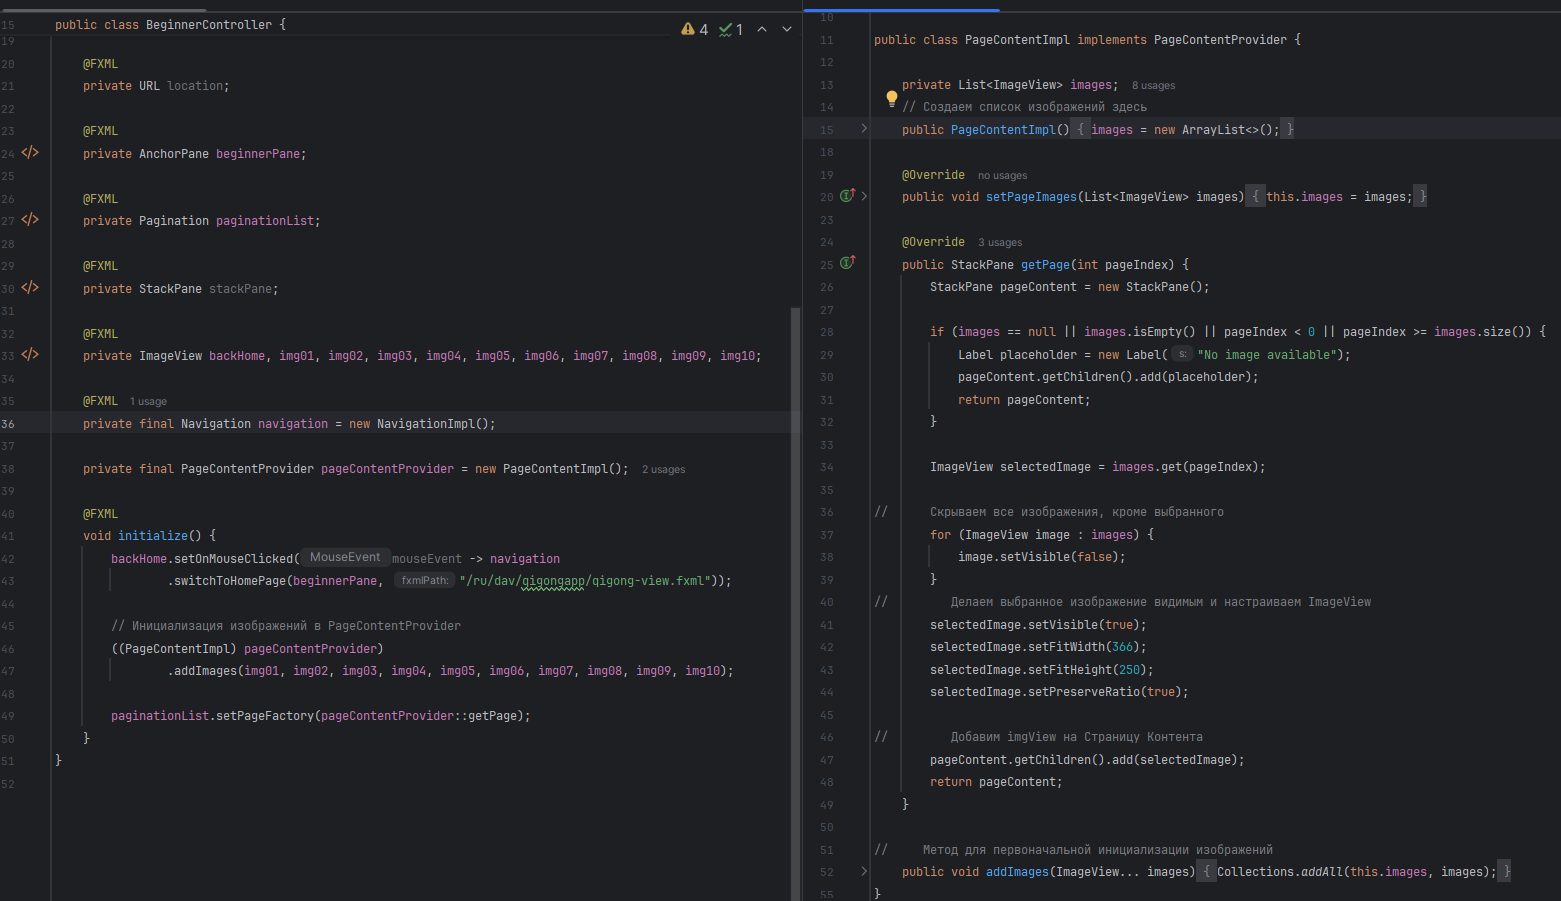 15 public class BeginnerController {
4 1
19
20 @FXML
21 private URL location;
22
23 @FXML
24 private AnchorPane beginnerPane;
25
26 @FXML
27 private Pagination paginationList;
28
29 @FXML
30 private StackPane stackPane;
31
32 @FXML
33 private ImageView backHome, img01, img02, img03, img04, img05, img06, img07, img08, img09, img10;
34
35 @FXML 1 usage
36 private final Navigation navigation = new NavigationImpl();
37
38 private final PageContentProvider pageContentProvider = new PageContentImpl(); 2 usages
39
40 @FXML
41 void initialize() {
42 backHome.setOnMouseClicked( MouseEvent mouseEvent -> navigation
43 .switchToHomePage(beginnerPane, fxmlPath: "/ru/dav/qigongapp/qigong-view.fxml"));
44
45 // Инициализация изображений в PageContentProvider
46 ((PageContentImpl) pageContentProvider)
47 .addImages(img01, img02, img03, img04, img05, img06, img07, img08, img09, img10);
48
49 paginationList.setPageFactory(pageContentProvider::getPage);
50 }
51 }
52
10
11 public class PageContentImpl implements PageContentProvider {
12
13 private List<ImageView> images; 8 usages
14 // Создаем список изображений здесь
15 public PageContentImpl() { images = new ArrayList<>(); }
18
19 @Override no usages
20 public void setPageImages(List<ImageView> images) { this.images = images; }
23
24 @Override 3 usages
25 public StackPane getPage(int pageIndex) {
26 StackPane pageContent = new StackPane();
27
28 if (images == null || images.isEmpty() || pageIndex < 0 || pageIndex >= images.size()) {
29 Label placeholder = new Label( s: "No image available");
30 pageContent.getChildren().add(placeholder);
31 return pageContent;
32 }
33
34 ImageView selectedImage = images.get(pageIndex);
35
36 // Скрываем все изображения, кроме выбранного
37 for (ImageView image : images) {
38 image.setVisible(false);
39 }
40 // Делаем выбранное изображение видимым и настраиваем ImageView
41 selectedImage.setVisible(true);
42 selectedImage.setFitWidth(366);
43 selectedImage.setFitHeight(250);
44 selectedImage.setPreserveRatio(true);
45
46 // Добавим imgView на Страницу Контента
47 pageContent.getChildren().add(selectedImage);
48 return pageContent;
49 }
50
51 // Метод для первоначальной инициализации изображений
52 public void addImages(ImageView... images) { Collections.addAll(this.images, images); }
55 }